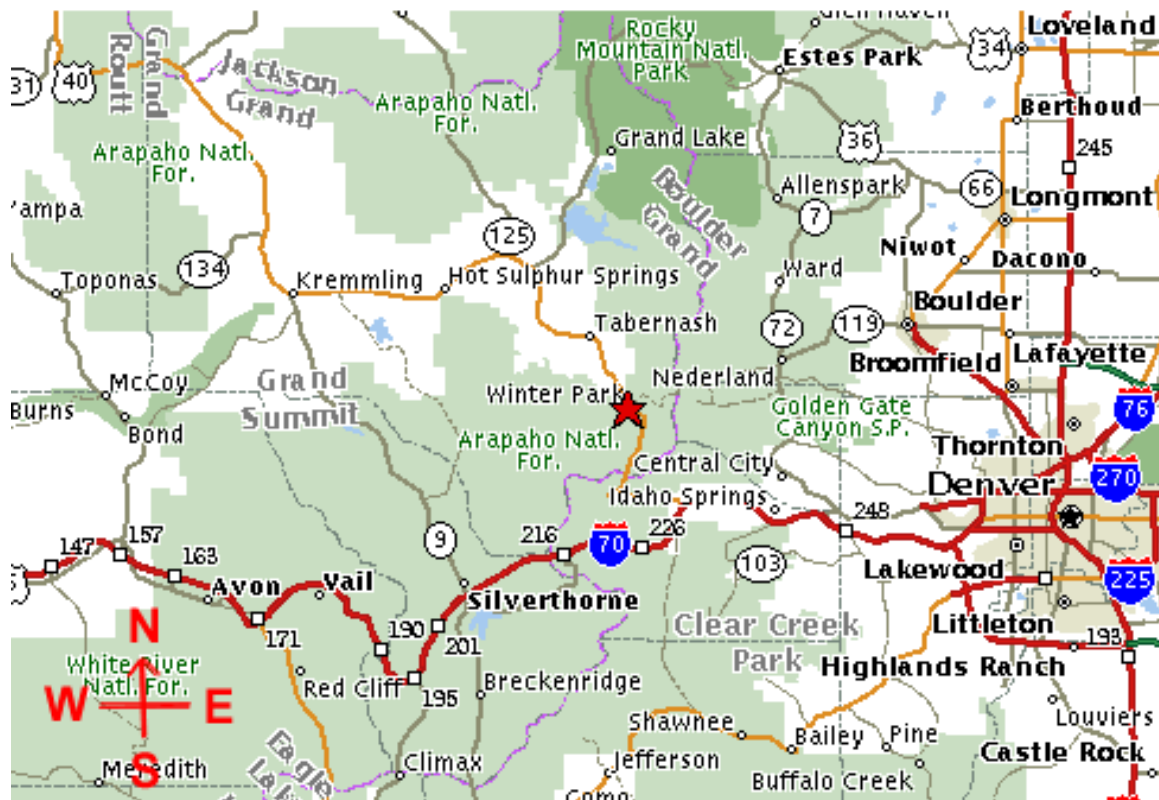 Glen Haven
Loveland
Rocky
Mountain Natl.
Park
34
Estes Park
Grand
Routt
40
31
Jackson
Grand
Arapaho Natl.
For.
Berthoud
Grand Lake
36
245
Arapaho Natl.
For.
Boulder
Grand
Allenspark
66
Longmont
7
Yampa
125
Niwot
Dacono
134
Toponas
Kremmling
Hot Sulphur Springs
Ward
Boulder
Tabernash
72
119
Broomfield
Lafayette
McCoy
Grand
Summit
Winter Park
Nederland
Burns
Golden Gate
Canyon S.P.
76
Bond
Arapaho Natl.
For.
Thornton
Central City
Denver
270
Idaho Springs
248
157
147
9
216
70
226
163
103
Avon
Vail
Lakewood
225
Silverthorne
171
190
201
Clear Creek
Park
Littleton
193
N
White River
Natl. For.
Highlands Ranch
Red Cliff
195
Breckenridge
W
E
Louviers
Shawnee
Bailey
Pine
Eagle
Climax
Jefferson
Castle Rock
Meredith
S
Buffalo Creek
Como